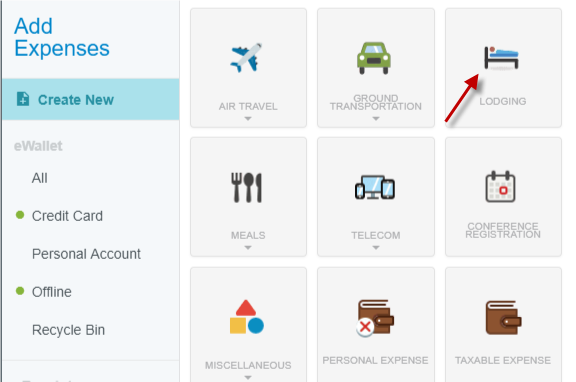 Add
Expenses
Create New
eWallet
All
Credit Card
Personal Account
Offline
Recycle Bin
AIR TRAVEL
GROUND
TRANSPORTATION
LODGING
MEALS
TELECOM
CONFERENCE
REGISTRATION
MISCELLANEOUS
PERSONAL EXPENSE
TAXABLE EXPENSE